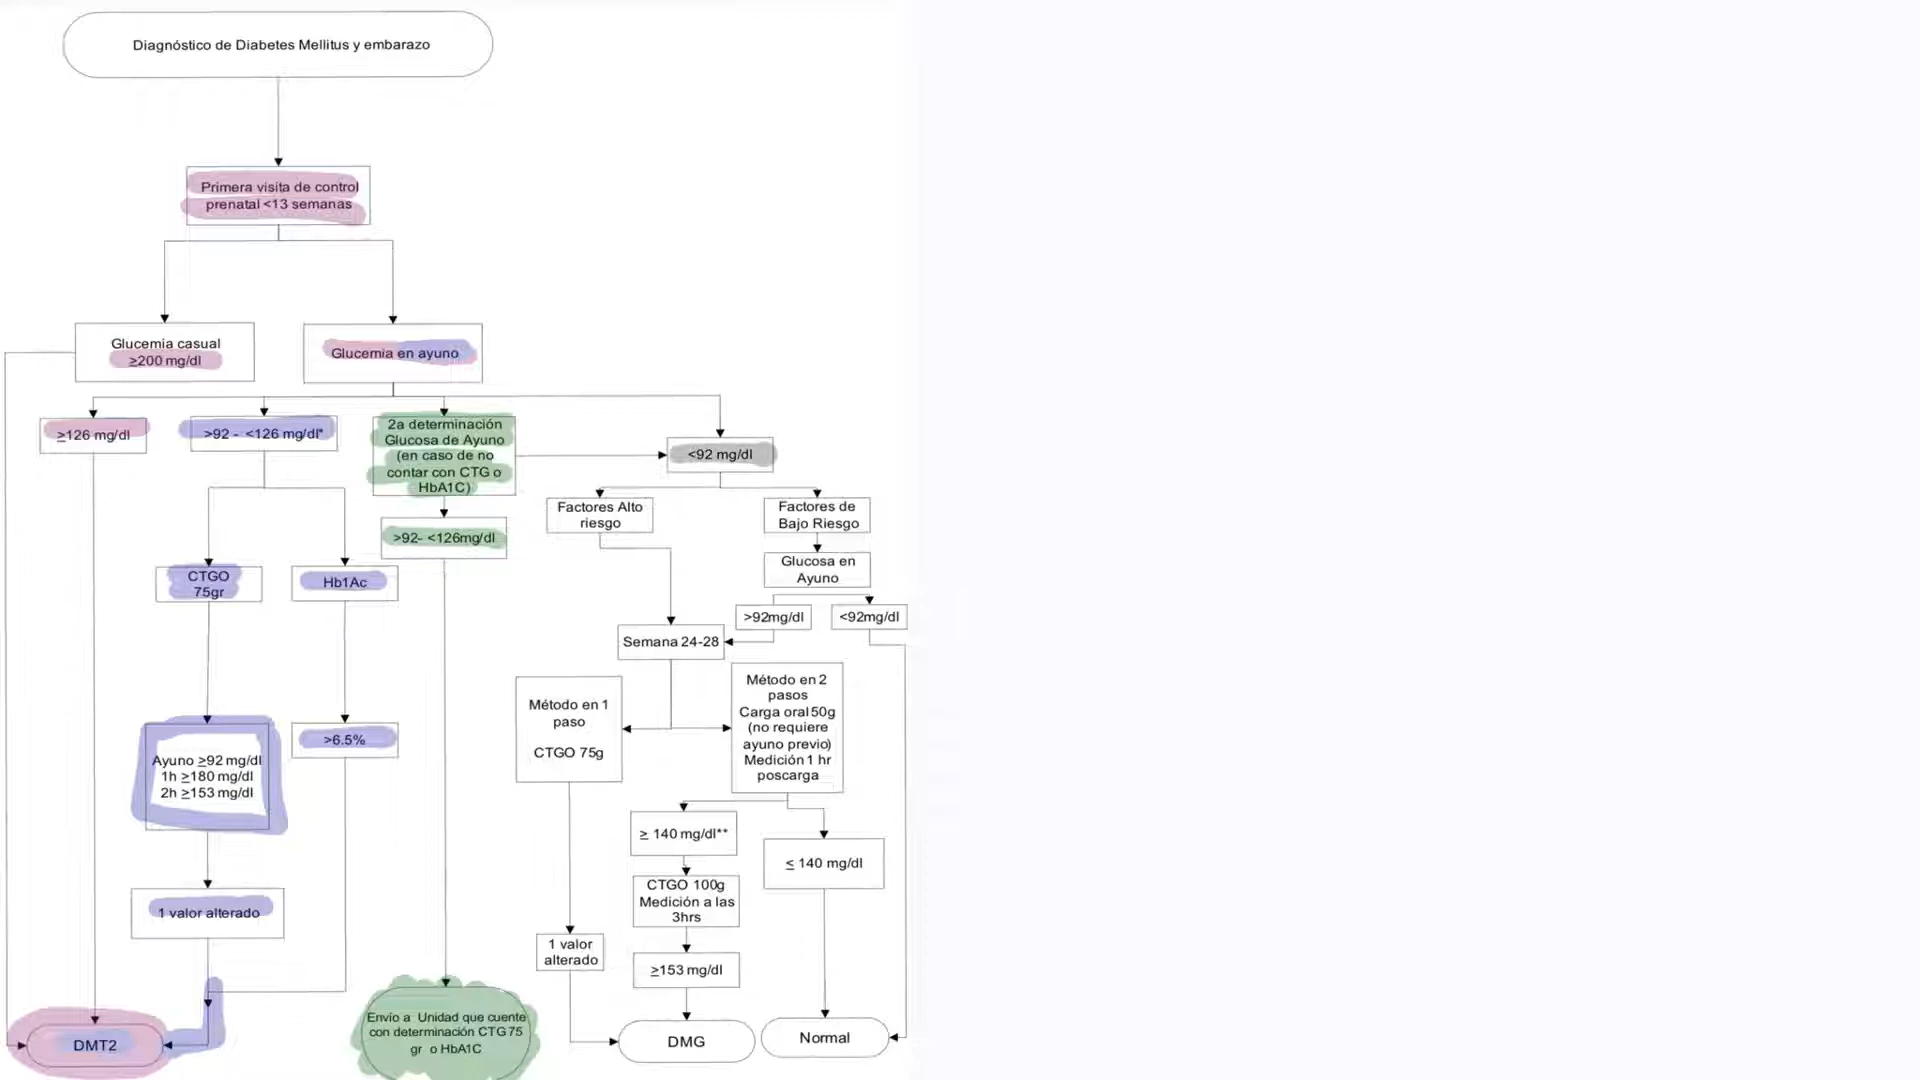 Diagnóstico de Diabetes Mellitus y embarazo
Primera visita de control
prenatal <13 semanas
Glucemia casual
≥200 mg/dl
Glucemia en ayuno
≥126 mg/dl
>92 - <126 mg/dl*
2a determinación
Glucosa de Ayuno
(en caso de no
contar con CTG o
HbA1C)
<92 mg/dl
>92- <126mg/dl
Factores Alto
riesgo
Factores de
Bajo Riesgo
Glucosa en
Ayuno
>92mg/dl
<92mg/dl
CTGO
75gr
Hb1Ac
Semana 24-28
Ayuno ≥92 mg/dl
1h ≥180 mg/dl
2h ≥153 mg/dl
>6.5%
Método en 1
paso
CTGO 75g
Método en 2
pasos
Carga oral 50g
(no requiere
ayuno previo)
Medición 1 hr
poscarga
≥ 140 mg/dl**
≤ 140 mg/dl
CTGO 100g
Medición a las
3hrs
1 valor alterado
1 valor
alterado
≥153 mg/dl
DMT2
Envío a Unidad que cuente
con determinación CTG 75
gr o HbA1C
DMG
Normal